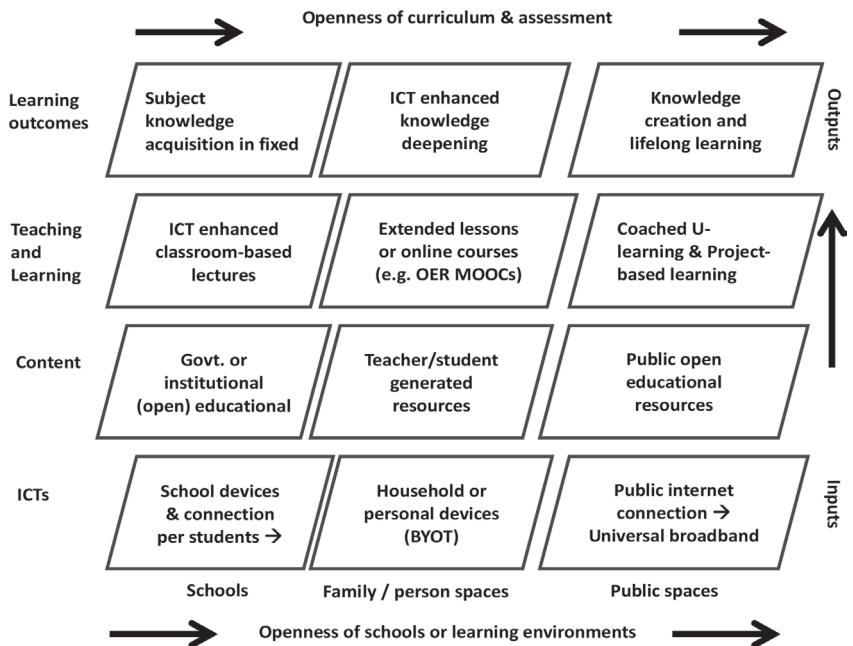 Openness of curriculum & assessment
Learning
outcomes
Subject
knowledge
acquisition in fixed
ICT enhanced
knowledge
deepening
Knowledge
creation and
lifelong learning
Outputs
Teaching
and
Learning
ICT enhanced
classroom-based
lectures
Extended lessons
or online courses
(e.g. OER MOOCs)
Coached U-
learning & Project-
based learning
Content
Govt. or
institutional
(open) educational
Teacher/student
generated
resources
Public open
educational
resources
ICTs
School devices
& connection
per students →
Household or
personal devices
(BYOT)
Public internet
connection →
Universal broadband
Inputs
Schools
Family / person spaces
Public spaces
Openness of schools or learning environments